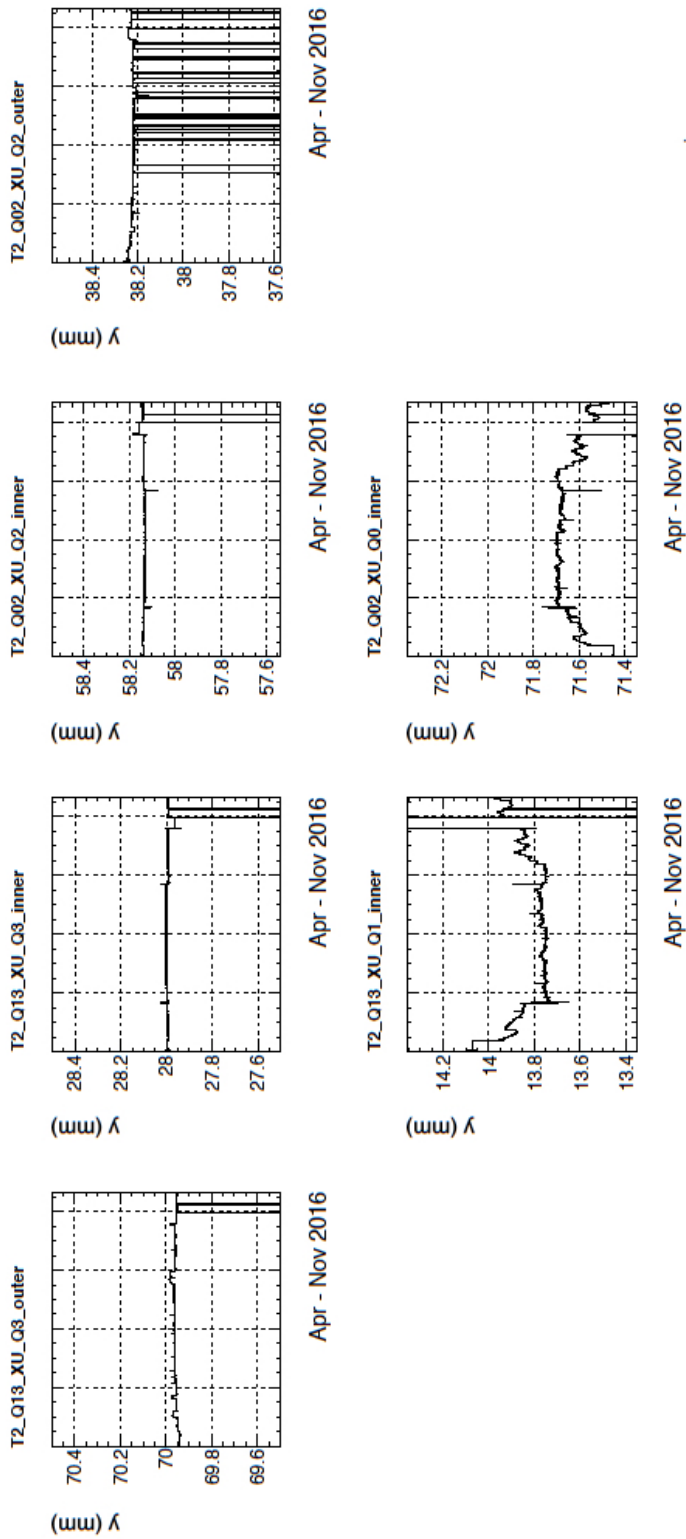 T2_Q13_XU_Q3_outer
y (mm)
70.4
70.2
70
69.8
69.6
Apr - Nov 2016
T2_Q13_XU_Q3_inner
y (mm)
28.4
28.2
28
27.8
27.6
Apr - Nov 2016
T2_Q02_XU_Q2_inner
y (mm)
58.4
58.2
58
57.8
57.6
Apr - Nov 2016
T2_Q02_XU_Q2_outer
y (mm)
38.4
38.2
38
37.8
37.6
Apr - Nov 2016
T2_Q13_XU_Q1_inner
y (mm)
14.2
14
13.8
13.6
13.4
Apr - Nov 2016
T2_Q02_XU_Q0_inner
y (mm)
72.2
72
71.8
71.6
71.4
Apr - Nov 2016